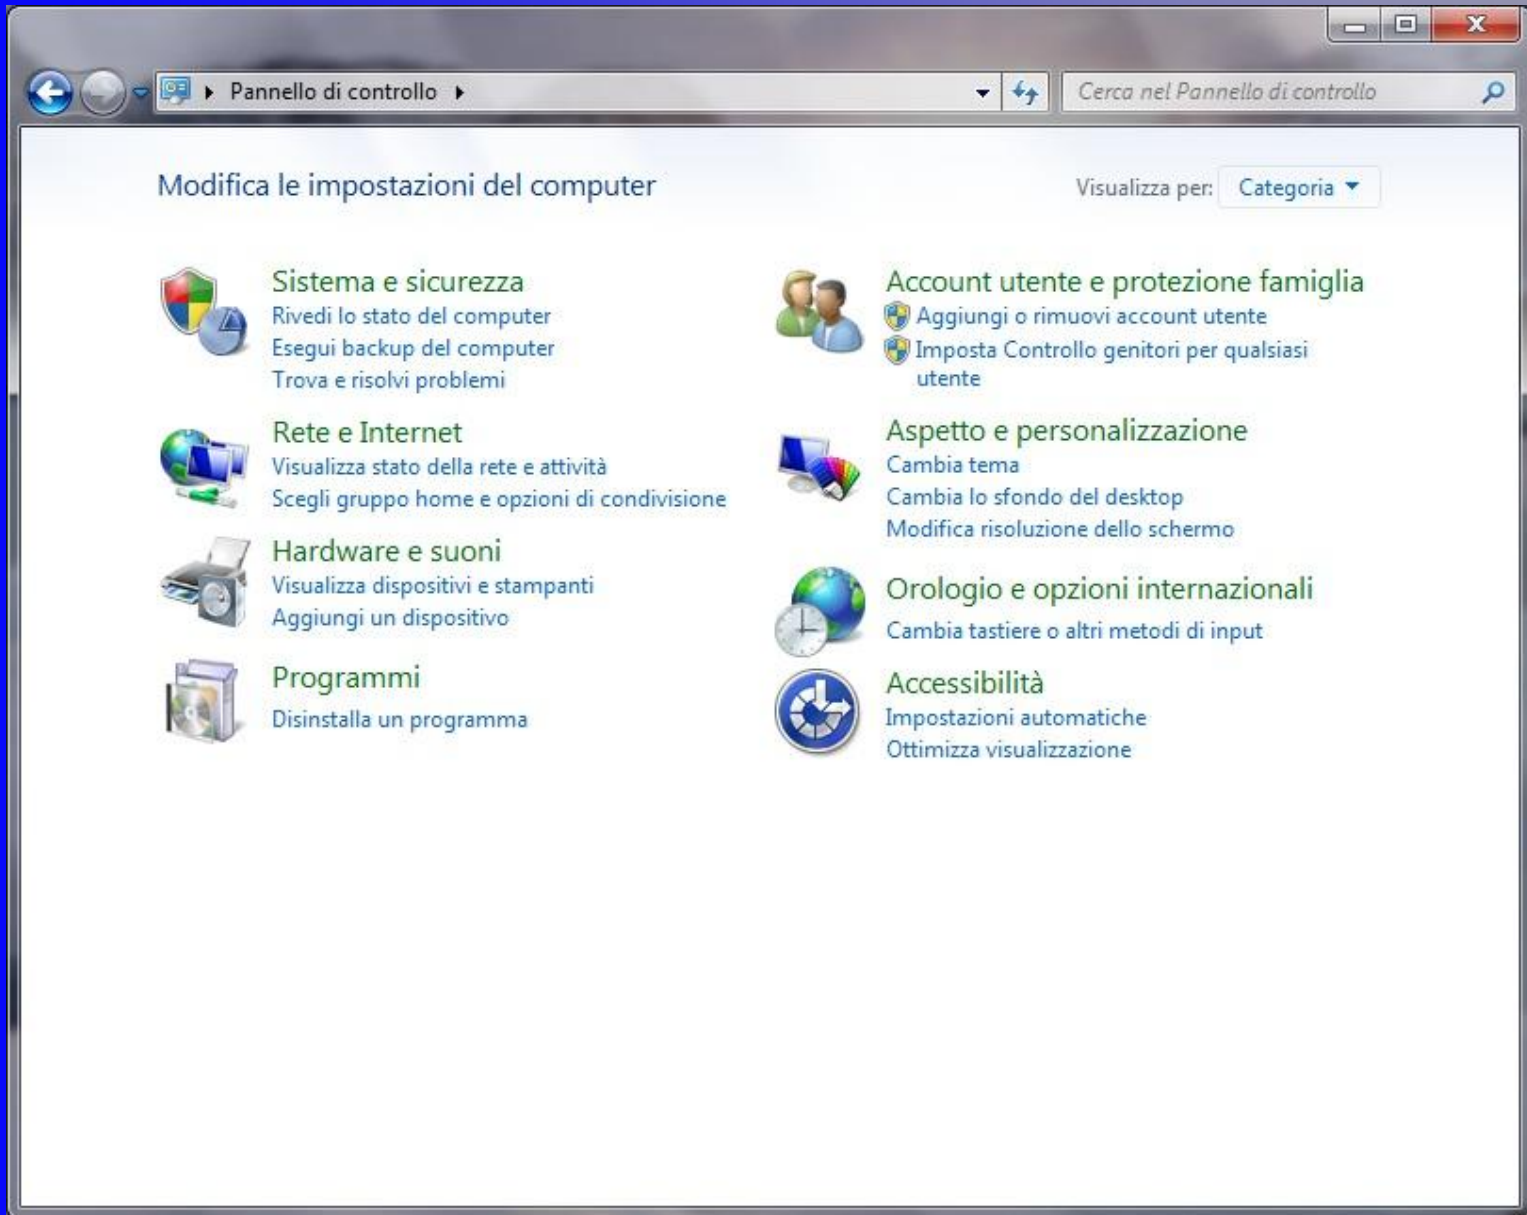 Pannello di controllo
Cerca nel Pannello di controllo
Modifica le impostazioni del computer
Visualizza per: Categoria
Sistema e sicurezza
Rivedi lo stato del computer
Esegui backup del computer
Trova e risolvi problemi
Rete e Internet
Visualizza stato della rete e attività
Scegli gruppo home e opzioni di condivisione
Hardware e suoni
Visualizza dispositivi e stampanti
Aggiungi un dispositivo
Programmi
Disinstalla un programma
Account utente e protezione famiglia
Aggiungi o rimuovi account utente
Imposta Controllo genitori per qualsiasi
utente
Aspetto e personalizzazione
Cambia tema
Cambia lo sfondo del desktop
Modifica risoluzione dello schermo
Orologio e opzioni internazionali
Cambia tastiere o altri metodi di input
Accessibilità
Impostazioni automatiche
Ottimizza visualizzazione